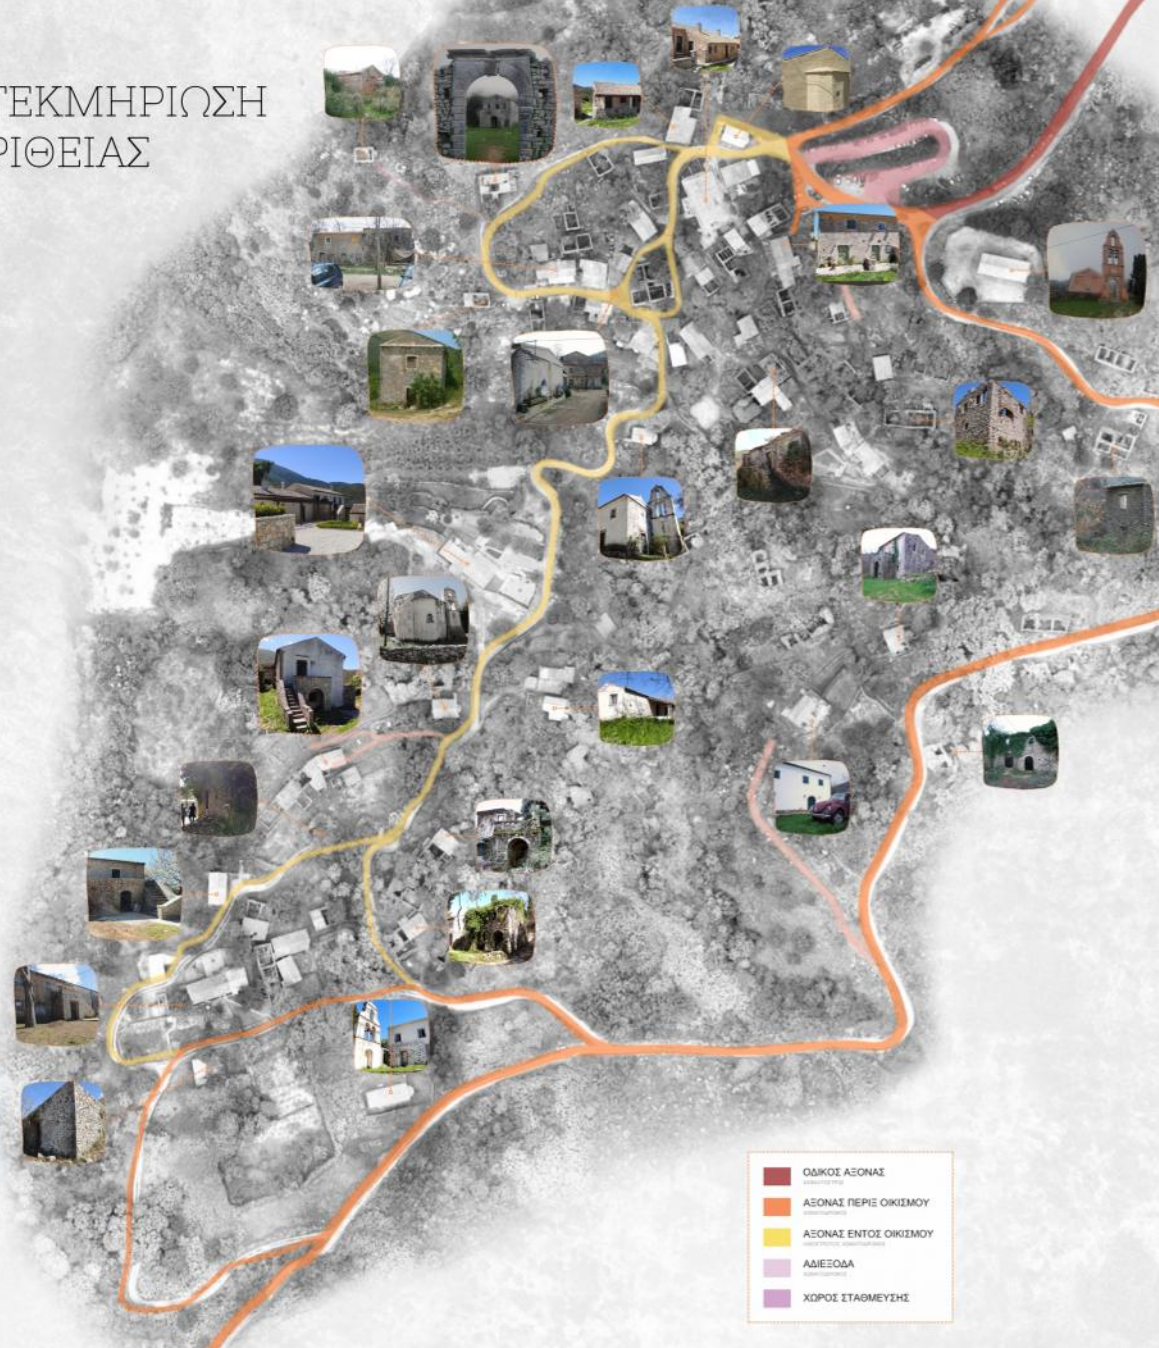 ΤΕΚΜΗΡΙΩΣΗ
ΡΙΘΕΙΑΣ
ΟΔΙΚΟΣ ΑΞΟΝΑΣ
ΑΞΟΝΑΣ ΠΕΡΙΞ ΟΙΚΙΣΜΟΥ
ΑΞΟΝΑΣ ΕΝΤΟΣ ΟΙΚΙΣΜΟΥ
ΑΔΙΕΞΟΔΑ
ΧΩΡΟΣ ΣΤΑΘΜΕΥΣΗΣ